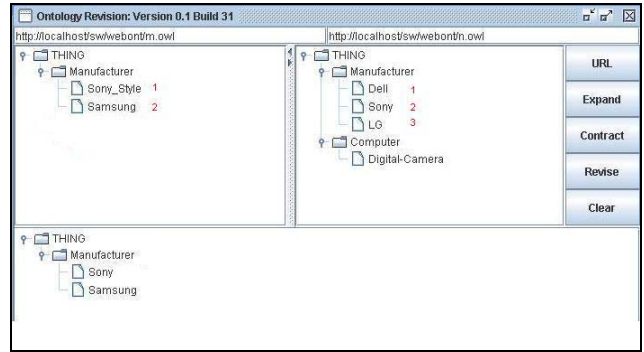 Ontology Revision: Version 0.1 Build 31
http://localhost/sw/webont/m.owl
http://localhost/sw/webont/n.owl
THING
Manufacturer
Sony_Style 1
Samsung 2
THING
Manufacturer
Dell 1
Sony 2
LG 3
Computer
Digital-Camera
URL
Expand
Contract
Revise
Clear
THING
Manufacturer
Sony
Samsung